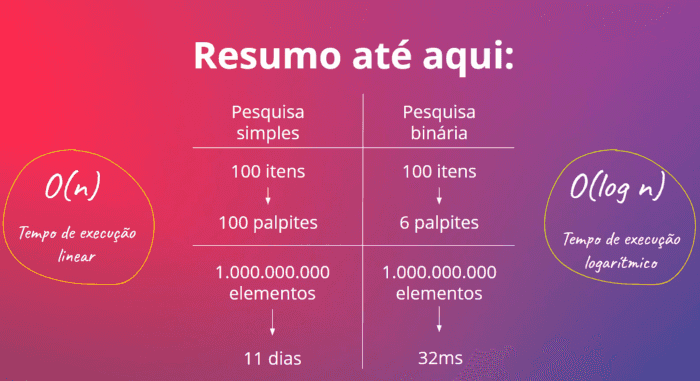 Resumo até aqui:
Pesquisa
simples
Pesquisa
binária
100 itens
100 itens
100 palpites
6 palpites
O(n)
Tempo de execução
linear
O(log n)
Tempo de execução
logarítmico
1.000.000.000
elementos
1.000.000.000
elementos
11 dias
32ms